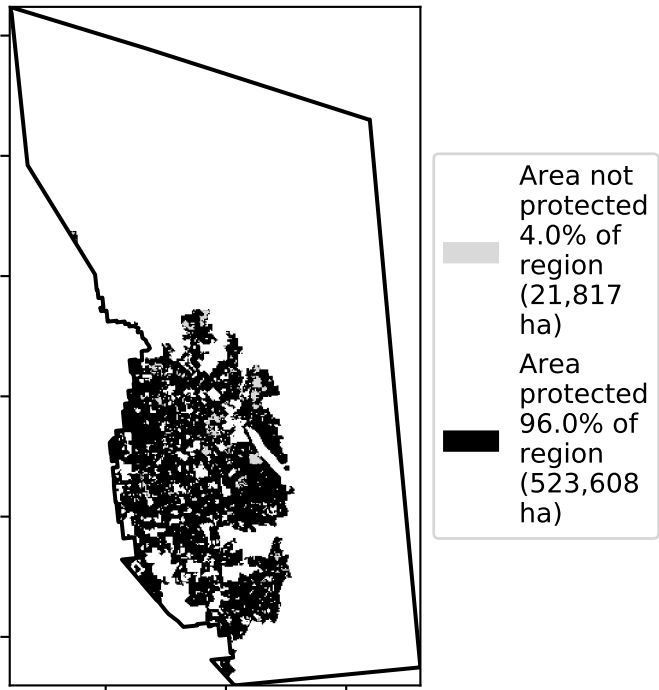 Area not
protected
4.0% of
region
(21,817
ha)
Area
protected
96.0% of
region
(523,608
ha)